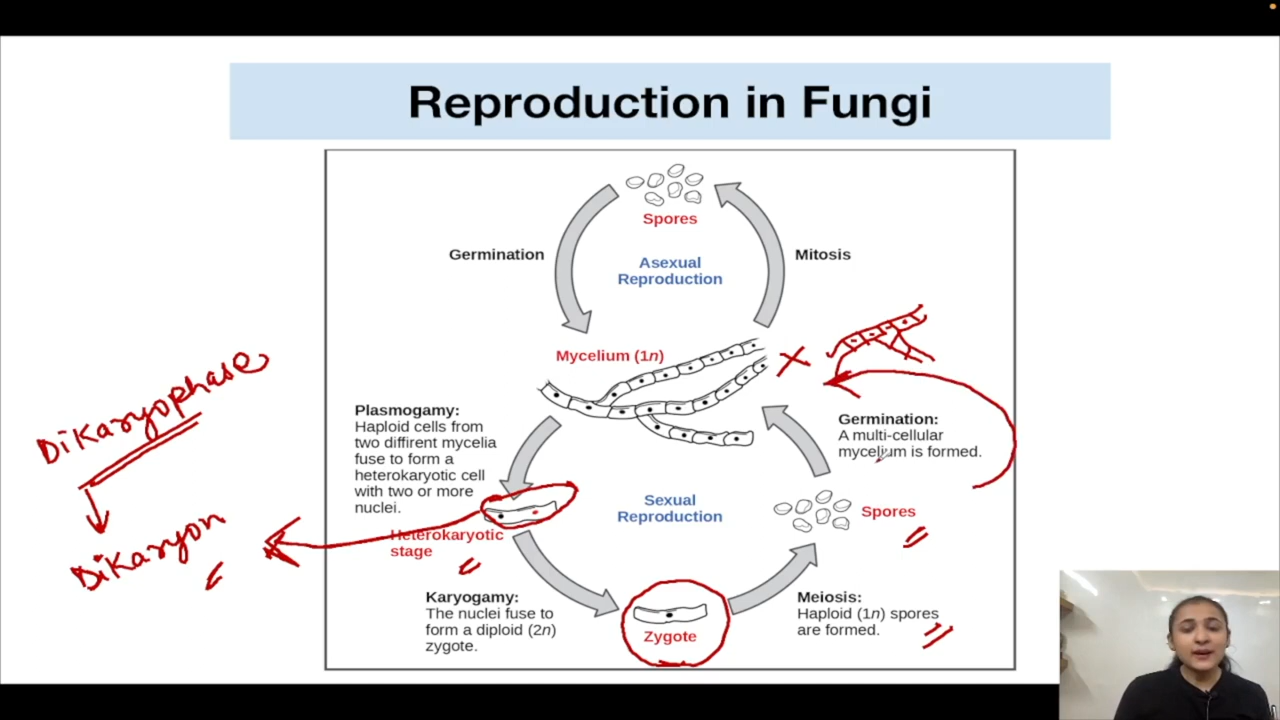 Reproduction in Fungi
Spores
Germination
Mitosis
Asexual
Reproduction
Mycelium (1n)
X
Plasmogamy:
Haploid cells from
two diffirent mycelia
fuse to form a
heterokaryotic cell
with two or more
nuclei.
Heterokaryotic
stage
Germination:
A multi-cellular
mycelium is formed.
Sexual
Reproduction
Spores
Karyogamy:
The nuclei fuse to
form a diploid (2n)
zygote.
Zygote
Meiosis:
Haploid (1n) spores
are formed.
Dikaryophase
Dikaryon